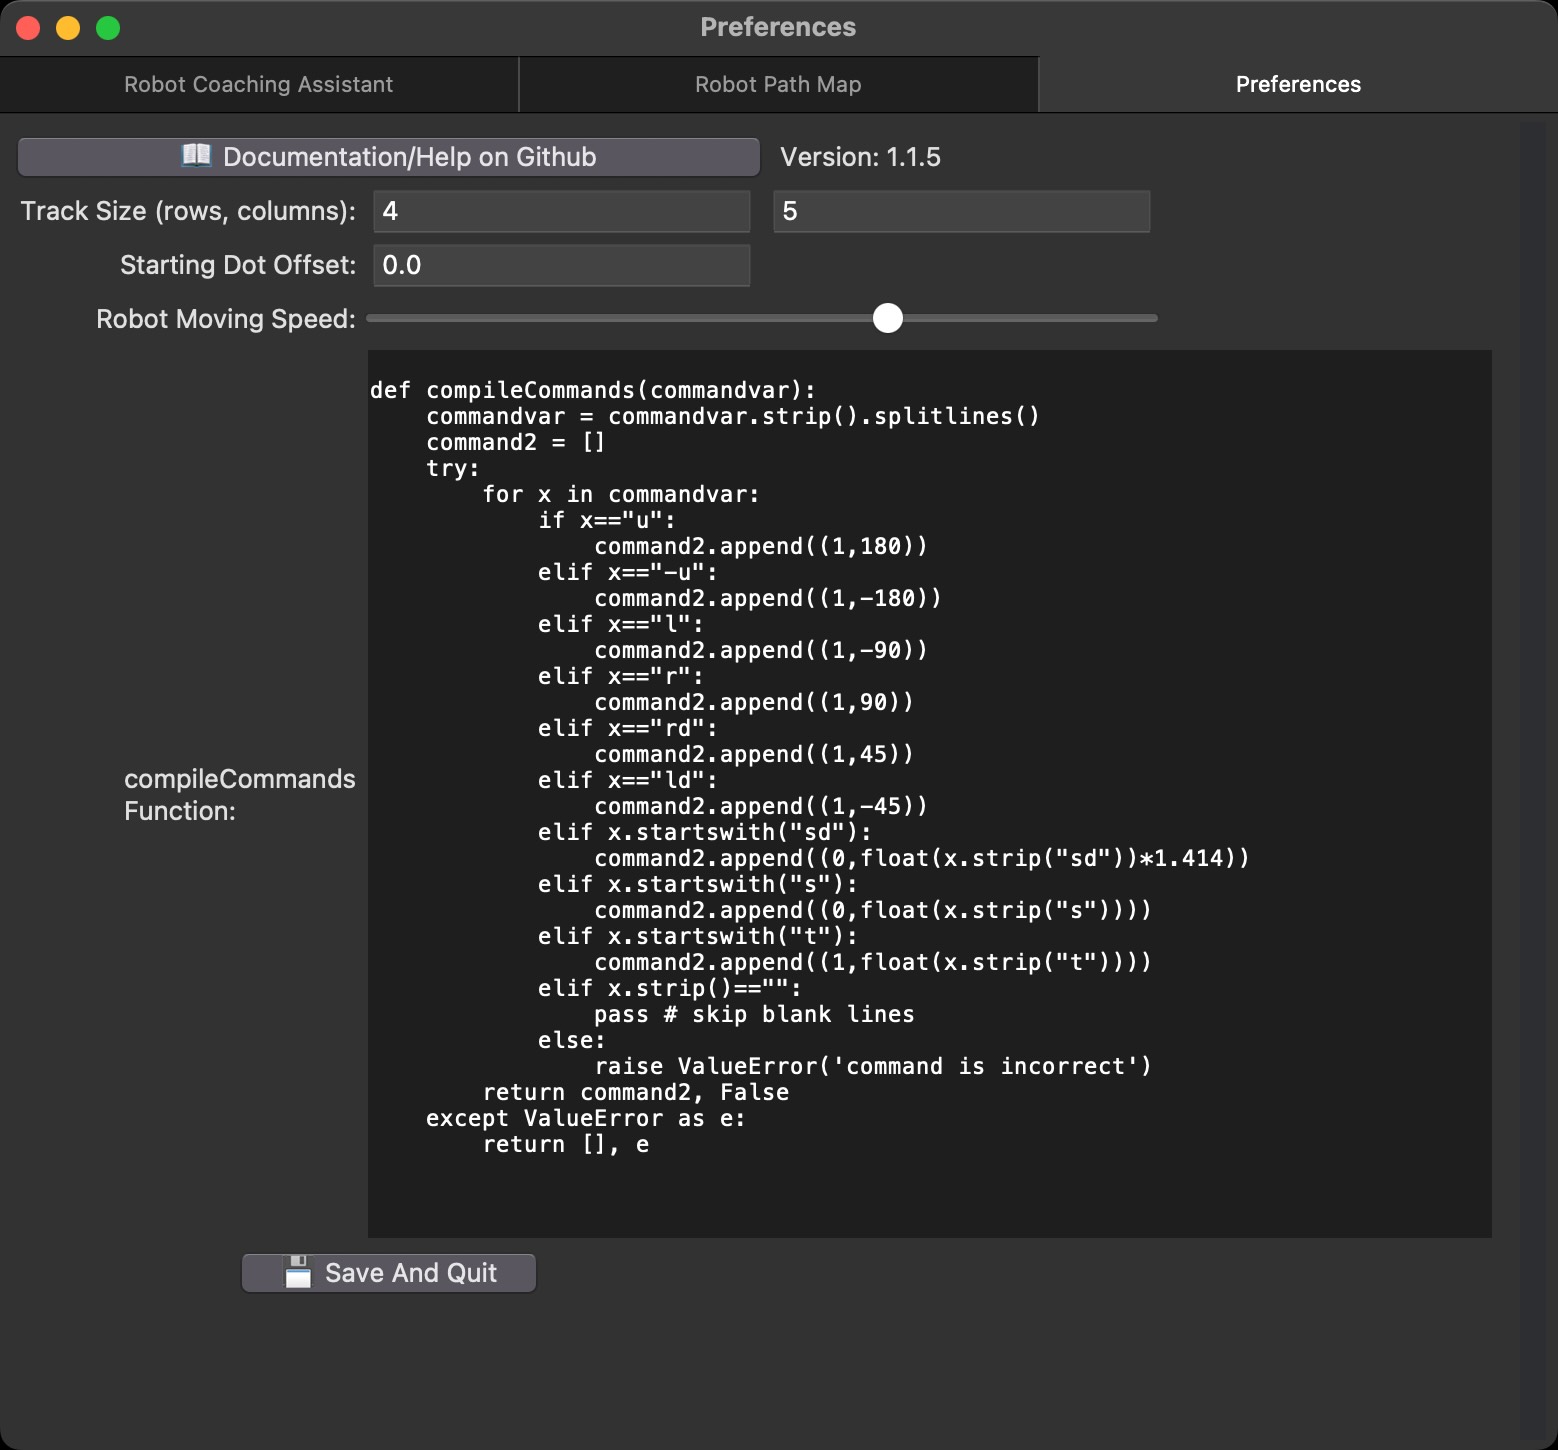 Preferences
Robot Coaching Assistant
Robot Path Map
Preferences
📖 Documentation/Help on Github
Version: 1.1.5
Track Size (rows, columns):
4
5
Starting Dot Offset:
0.0
Robot Moving Speed:
compileCommands
Function:
def compileCommands(commandvar):
    commandvar = commandvar.strip().splitlines()
    command2 = []
    try:
        for x in commandvar:
            if x=="u":
                command2.append((1,180))
            elif x=="-u":
                command2.append((1,-180))
            elif x=="l":
                command2.append((1,-90))
            elif x=="r":
                command2.append((1,90))
            elif x=="rd":
                command2.append((1,45))
            elif x=="ld":
                command2.append((1,-45))
            elif x.startswith("sd"):
                command2.append((0,float(x.strip("sd"))*1.414))
            elif x.startswith("s"):
                command2.append((0,float(x.strip("s"))))
            elif x.startswith("t"):
                command2.append((1,float(x.strip("t"))))
            elif x.strip()=="":
                pass # skip blank lines
            else:
                raise ValueError('command is incorrect')
        return command2, False
    except ValueError as e:
        return [], e
💾 Save And Quit